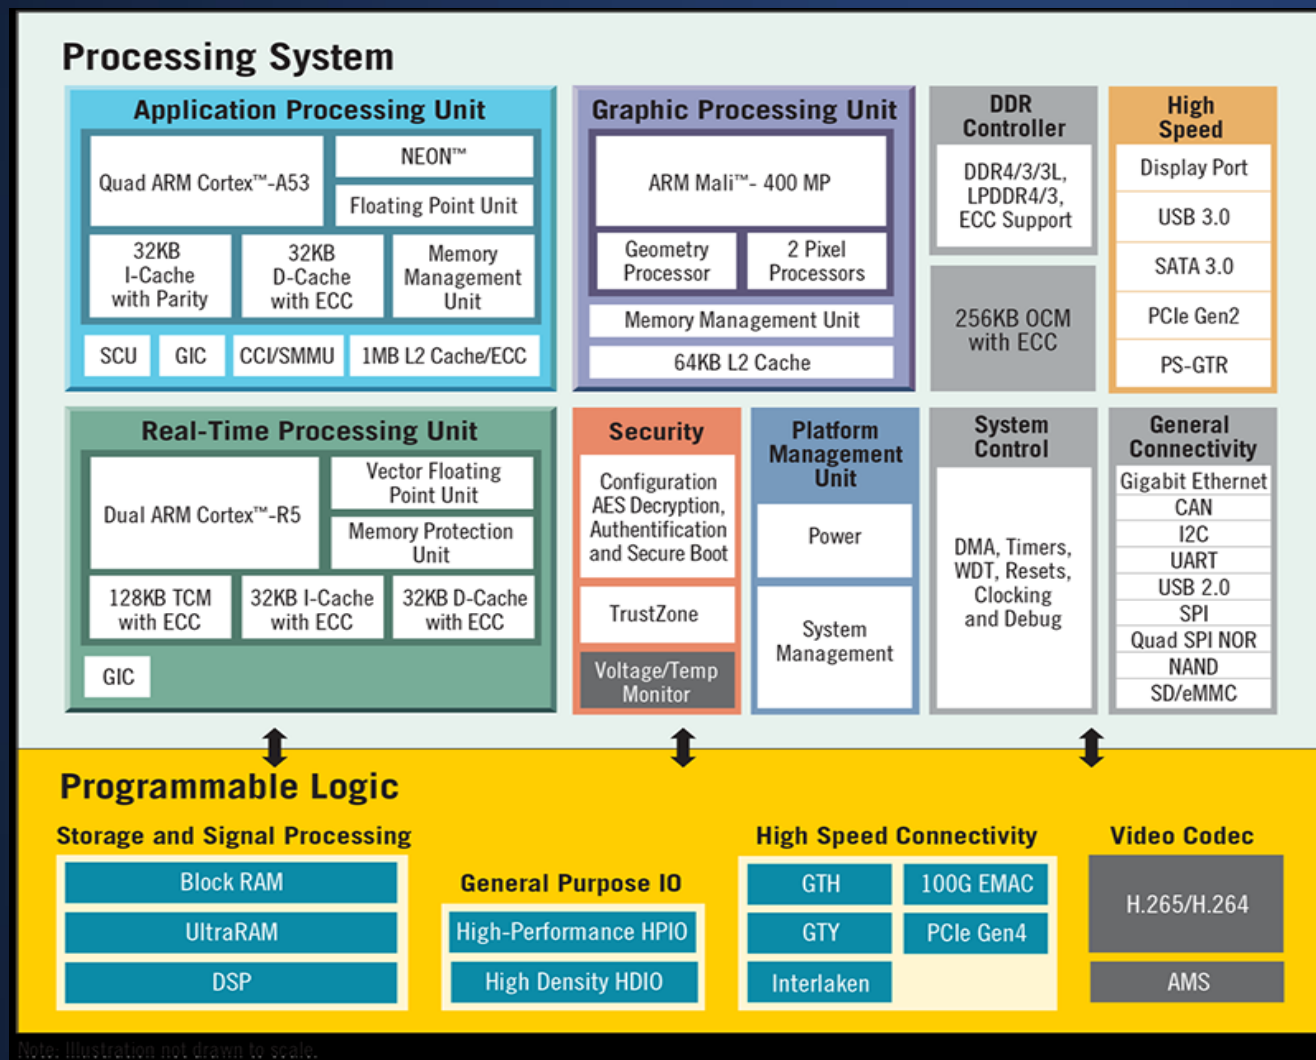 Processing System
Application Processing Unit
Quad ARM Cortex™-A53
NEON™
Floating Point Unit
32KB
I-Cache
with Parity
32KB
D-Cache
with ECC
Memory
Management
Unit
SCU
GIC
CCI/SMMU
1MB L2 Cache/ECC
Graphic Processing Unit
ARM Mali™- 400 MP
Geometry
Processor
2 Pixel
Processors
Memory Management Unit
64KB L2 Cache
DDR
Controller
DDR4/3/3L,
LPDDR4/3,
ECC Support
256KB OCM
with ECC
High
Speed
Display Port
USB 3.0
SATA 3.0
PCIe Gen2
PS-GTR
Real-Time Processing Unit
Dual ARM Cortex™-R5
Vector Floating
Point Unit
Memory Protection
Unit
128KB TCM
with ECC
32KB I-Cache
with ECC
32KB D-Cache
with ECC
GIC
Security
Configuration
AES Decryption,
Authentification
and Secure Boot
TrustZone
Voltage/Temp
Monitor
Platform
Management
Unit
Power
System
Management
System
Control
DMA, Timers,
WDT, Resets,
Clocking
and Debug
General
Connectivity
Gigabit Ethernet
CAN
I2C
UART
USB 2.0
SPI
Quad SPI NOR
NAND
SD/eMMC
Programmable Logic
Storage and Signal Processing
Block RAM
UltraRAM
DSP
General Purpose IO
High-Performance HPIO
High Density HDIO
High Speed Connectivity
GTH
100G EMAC
GTY
PCIe Gen4
Interlaken
Video Codec
H.265/H.264
AMS
Note: Illustration not drawn to scale.